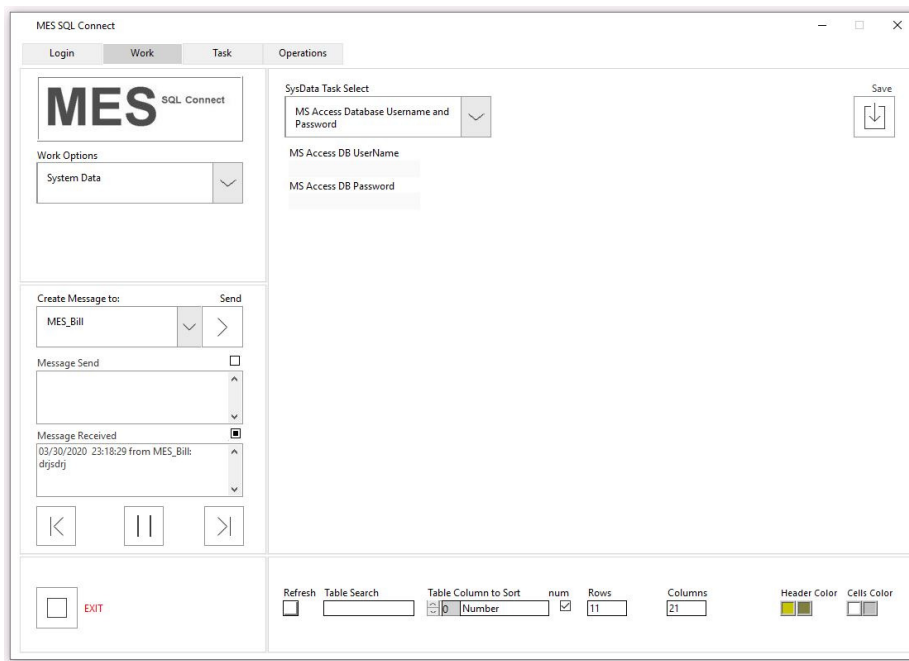 MES SQL Connect
Login Work Task Operations
MES SQL Connect
Work Options
System Data
Create Message to: Send
MES_Bill
Message Send
Message Received
03/30/2020 23:18:29 from MES_Bill:
drjsdrj
EXIT
SysData Task Select
MS Access Database Username and
Password
Save
MS Access DB UserName
MS Access DB Password
Refresh Table Search Table Column to Sort num Rows Columns Header Color Cells Color
0 Number 11 21